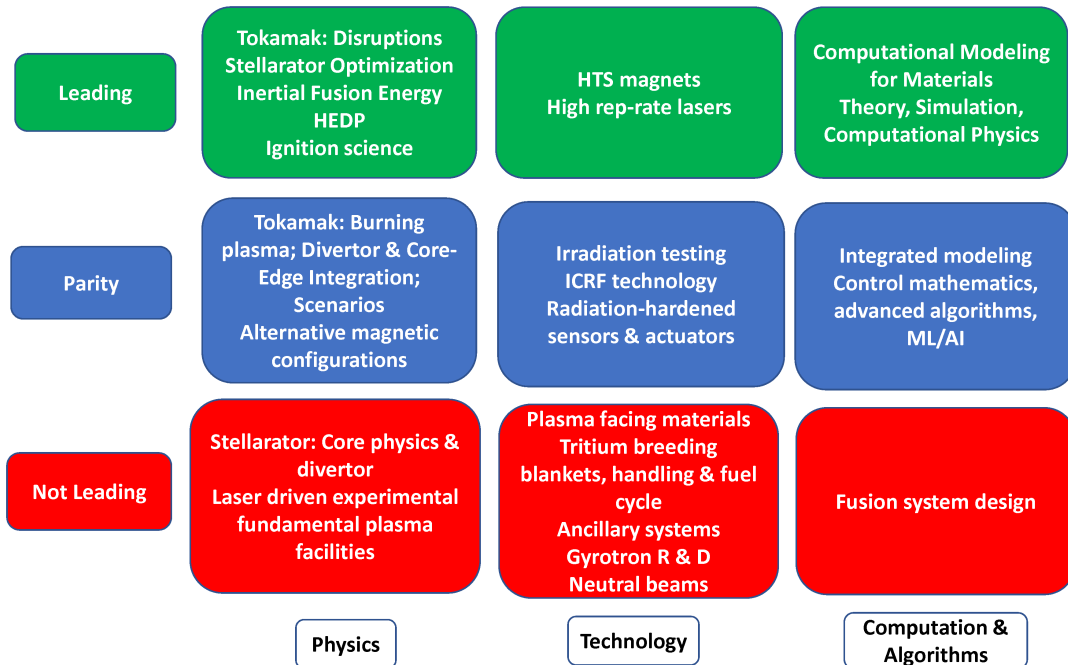 Leading
Tokamak: Disruptions
Stellarator Optimization
Inertial Fusion Energy
HEDP
Ignition science
HTS magnets
High rep-rate lasers
Computational Modeling
for Materials
Theory, Simulation,
Computational Physics
Parity
Tokamak: Burning
plasma; Divertor & Core-
Edge Integration;
Scenarios
Alternative magnetic
configurations
Irradiation testing
ICRF technology
Radiation-hardened
sensors & actuators
Integrated modeling
Control mathematics,
advanced algorithms,
ML/AI
Not Leading
Stellarator: Core physics &
divertor
Laser driven experimental
fundamental plasma
facilities
Plasma facing materials
Tritium breeding
blankets, handling & fuel
cycle
Ancillary systems
Gyrotron R & D
Neutral beams
Fusion system design
Physics
Technology
Computation &
Algorithms